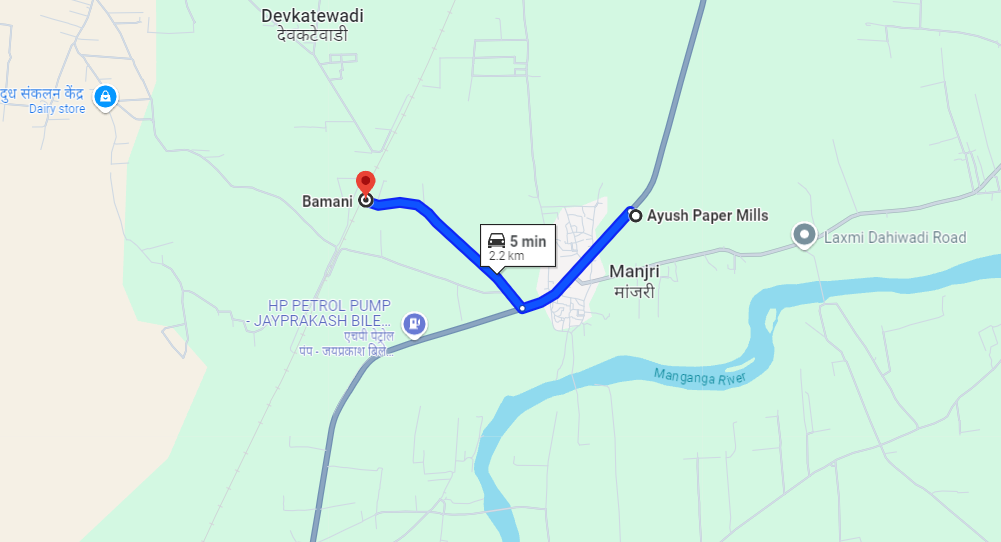 Devkatewadi
देवकटेवाडी
दुध संकलन केंद्र
Dairy store
Bamani
Ayush Paper Mills
5 min
2.2 km
Laxmi Dahiwadi Road
Manjri
मांजरी
HP PETROL PUMP
- JAYPRAKASH BILE...
एचपी पेट्रोल
पंप - जयप्रकाश बिले...
Manganga River